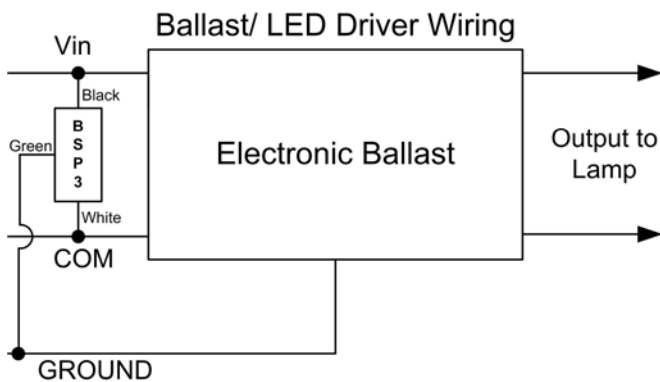 Ballast/ LED Driver Wiring
Vin
Black
B
S
P
3
Green
White
COM
GROUND
Electronic Ballast
Output to
Lamp